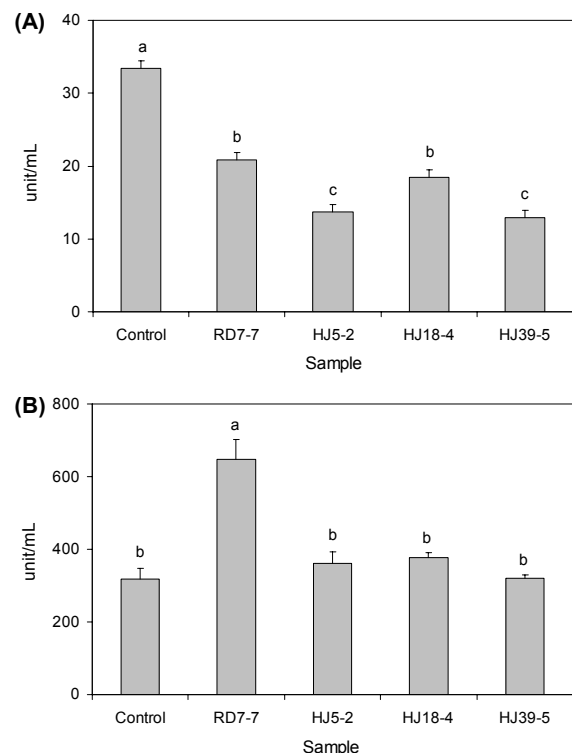 (A)
unit/mL
40
30
20
10
0
a
b
c
b
c
Control RD7-7 HJ5-2 HJ18-4 HJ39-5
Sample
(B)
unit/mL
800
600
400
200
0
b
a
b
b
b
Control RD7-7 HJ5-2 HJ18-4 HJ39-5
Sample